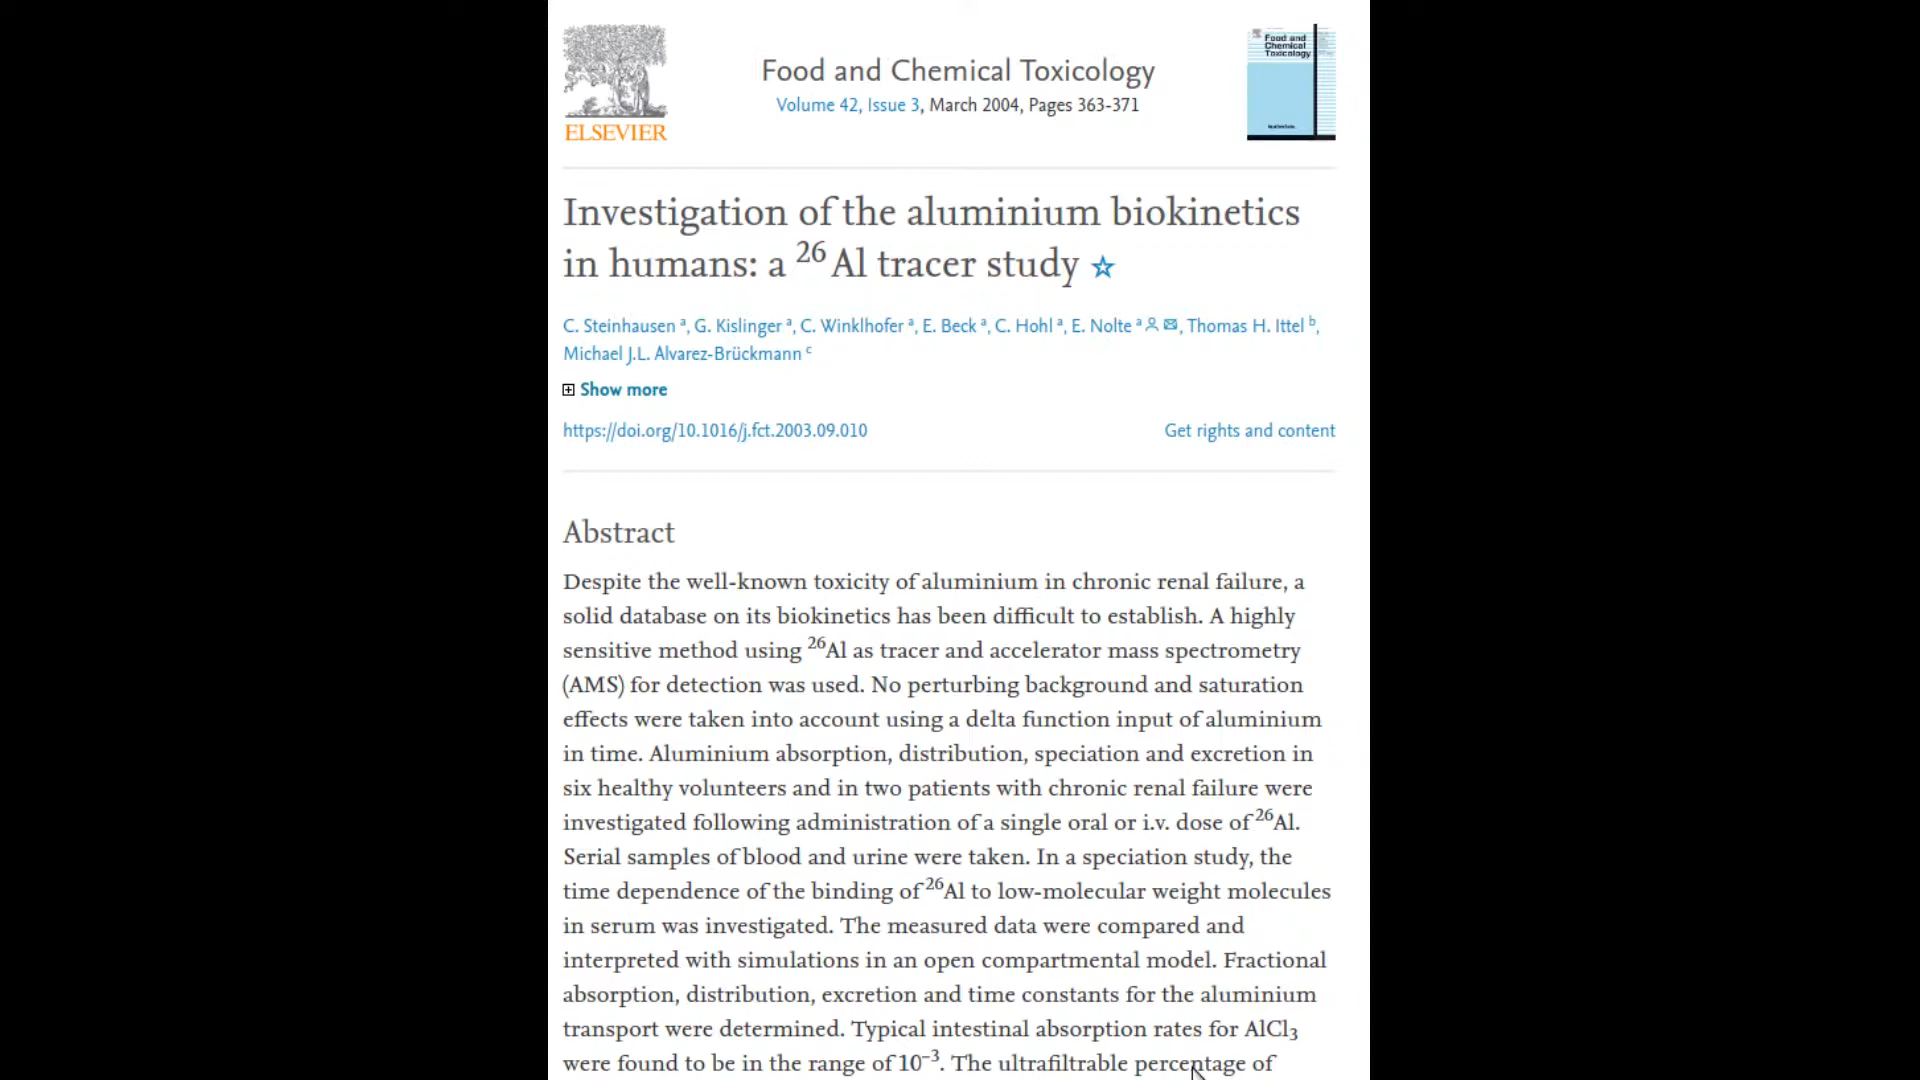 ELSEVIER
Food and Chemical Toxicology
Volume 42, Issue 3, March 2004, Pages 363-371
Food and
Chemical
Toxicology
Investigation of the aluminium biokinetics
in humans: a ²⁶Al tracer study ☆
C. Steinhausen ᵃ, G. Kislinger ᵃ, C. Winklhofer ᵃ, E. Beck ᵃ, C. Hohl ᵃ, E. Nolte ᵃ, Thomas H. Ittel ᵇ,
Michael J.L. Alvarez-Brückmann ᶜ
Show more
https://doi.org/10.1016/j.fct.2003.09.010
Get rights and content
Abstract
Despite the well-known toxicity of aluminium in chronic renal failure, a
solid database on its biokinetics has been difficult to establish. A highly
sensitive method using ²⁶Al as tracer and accelerator mass spectrometry
(AMS) for detection was used. No perturbing background and saturation
effects were taken into account using a delta function input of aluminium
in time. Aluminium absorption, distribution, speciation and excretion in
six healthy volunteers and in two patients with chronic renal failure were
investigated following administration of a single oral or i.v. dose of ²⁶Al.
Serial samples of blood and urine were taken. In a speciation study, the
time dependence of the binding of ²⁶Al to low-molecular weight molecules
in serum was investigated. The measured data were compared and
interpreted with simulations in an open compartmental model. Fractional
absorption, distribution, excretion and time constants for the aluminium
transport were determined. Typical intestinal absorption rates for AlCl₃
were found to be in the range of 10⁻³. The ultrafiltrable percentage of